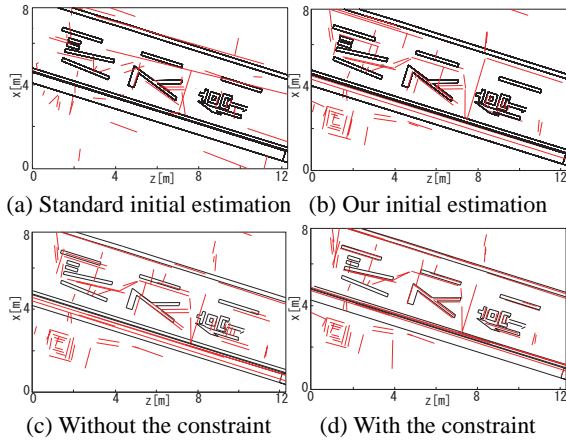 8 8
x[m] x[m]
4 4
0 0
0 4 8 12 0 4 8 12
z[m] z[m]
(a) Standard initial estimation (b) Our initial estimation
8 8
x[m] x[m]
4 4
0 0
0 4 8 12 0 4 8 12
z[m] z[m]
(c) Without the constraint (d) With the constraint